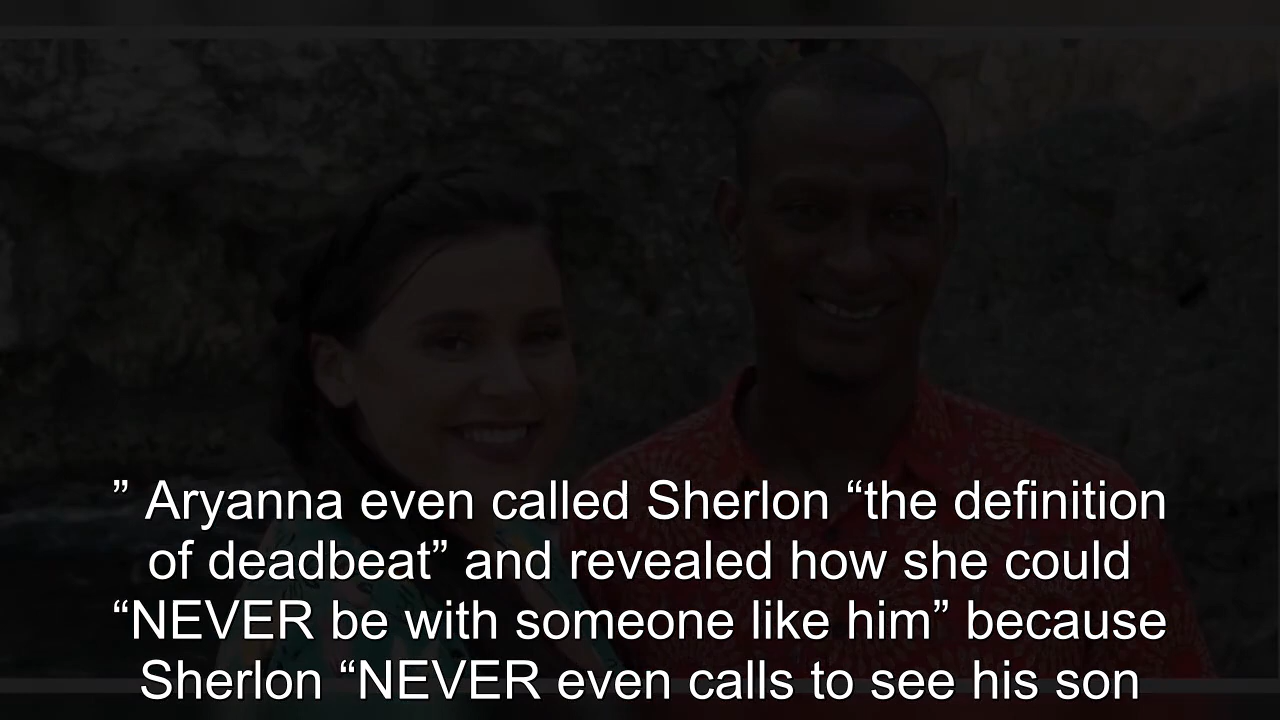 ” Aryanna even called Sherlon “the definition
of deadbeat” and revealed how she could
“NEVER be with someone like him” because
Sherlon “NEVER even calls to see his son